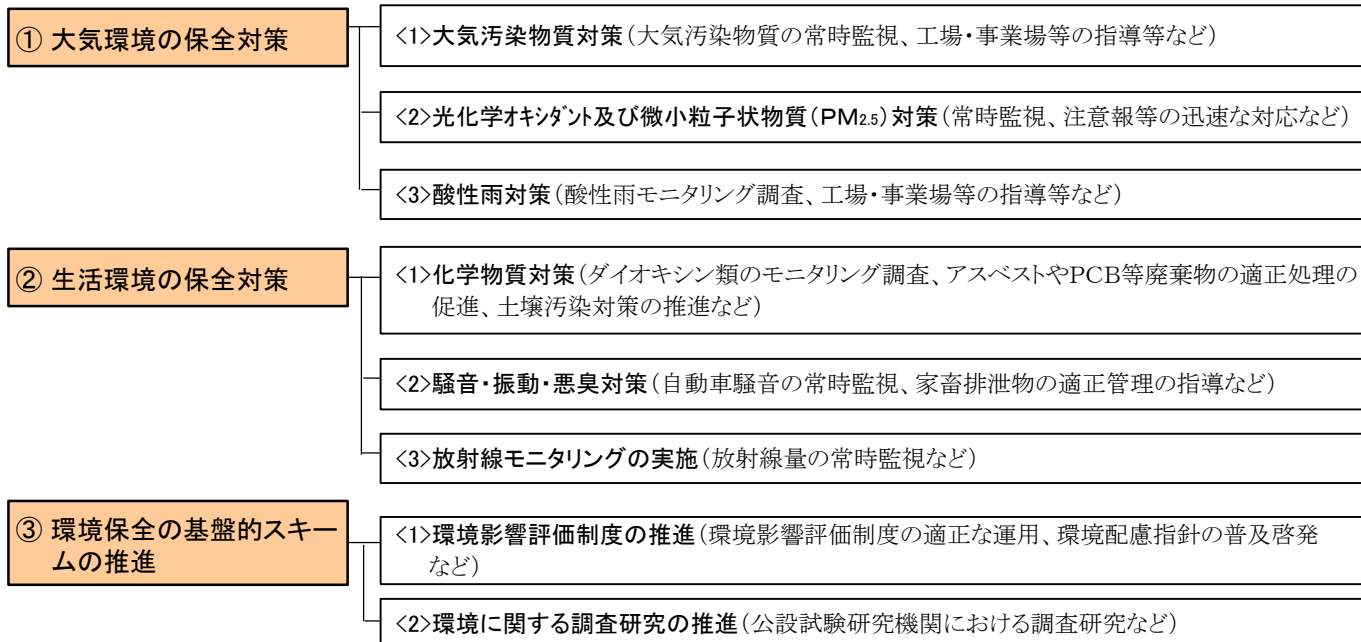 ① 大気環境の保全対策
<1>大気汚染物質対策(大気汚染物質の常時監視、工場・事業場等の指導等など)
<2>光化学オキシダント及び微小粒子状物質(PM2.5)対策(常時監視、注意報等の迅速な対応など)
<3>酸性雨対策(酸性雨モニタリング調査、工場・事業場等の指導等など)
② 生活環境の保全対策
<1>化学物質対策(ダイオキシン類のモニタリング調査、アスベストやPCB等廃棄物の適正処理の
促進、土壌汚染対策の推進など)
<2>騒音・振動・悪臭対策(自動車騒音の常時監視、家畜排泄物の適正管理の指導など)
<3>放射線モニタリングの実施(放射線量の常時監視など)
③ 環境保全の基盤的スキー
ムの推進
<1>環境影響評価制度の推進(環境影響評価制度の適正な運用、環境配慮指針の普及啓発
など)
<2>環境に関する調査研究の推進(公設試験研究機関における調査研究など)